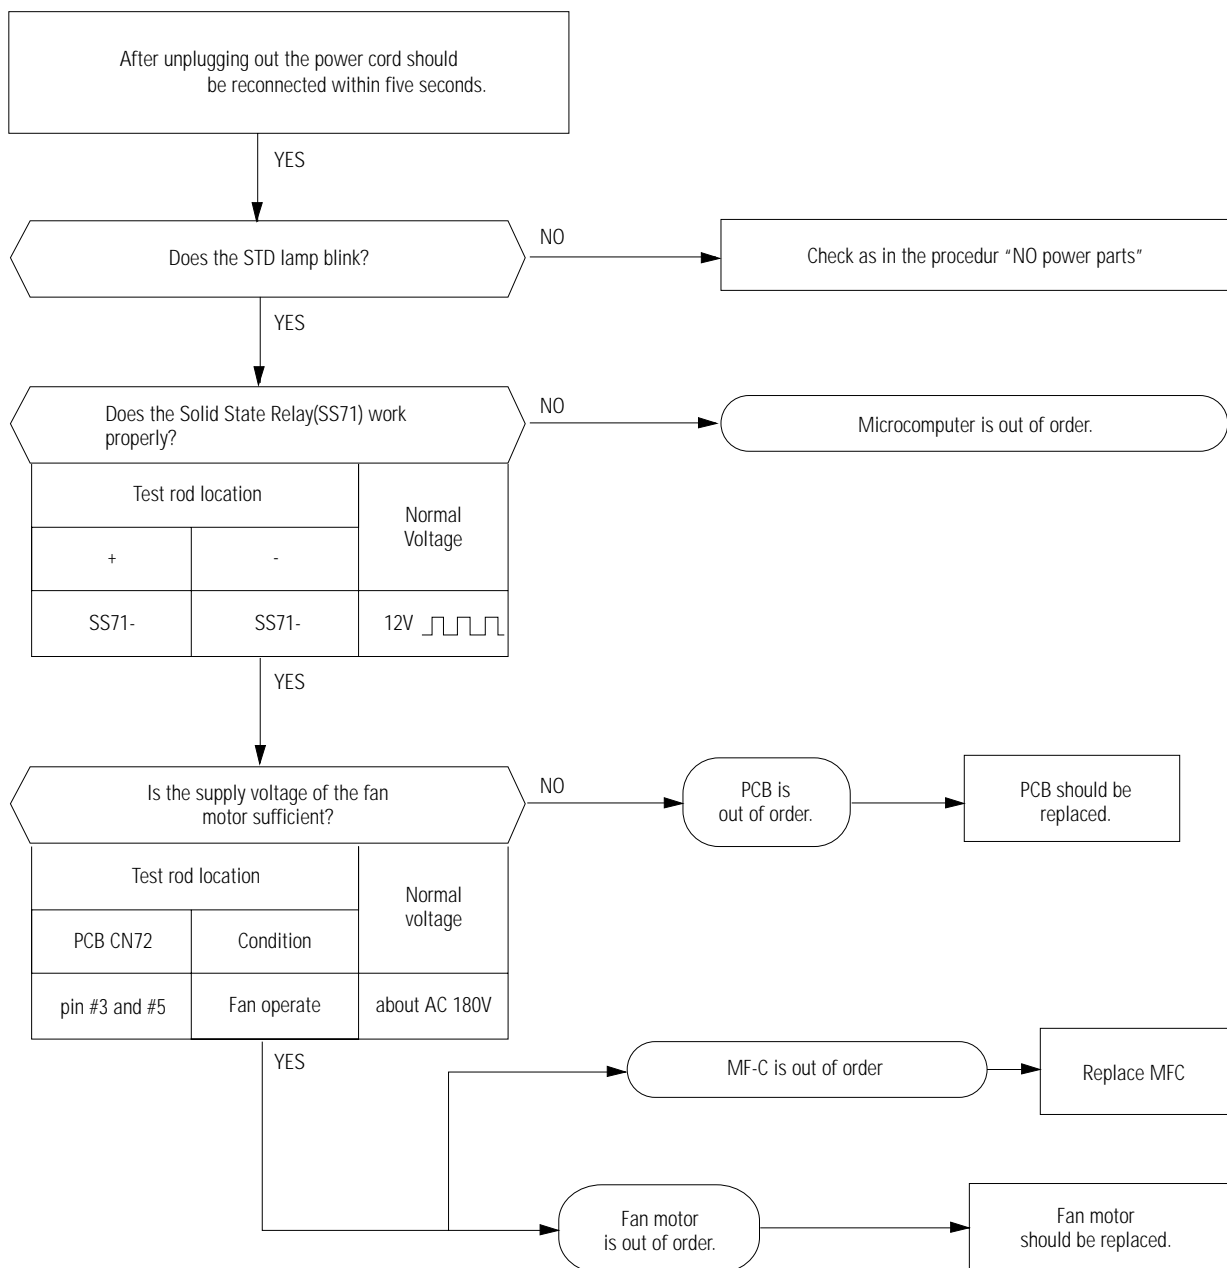 After unplugging out the power cord should
be reconnected within five seconds.
YES
Does the STD lamp blink?
NO
Check as in the procedur "NO power parts"
YES
Does the Solid State Relay(SS71) work
properly?
NO
Microcomputer is out of order.
Test rod location
Normal
Voltage
+
-
SS71-
SS71-
12V
YES
Is the supply voltage of the fan
motor sufficient?
NO
PCB is
out of order.
PCB should be
replaced.
Test rod location
Normal
voltage
PCB CN72
Condition
pin #3 and #5
Fan operate
about AC 180V
YES
MF-C is out of order
Replace MFC
Fan motor
is out of order.
Fan motor
should be replaced.